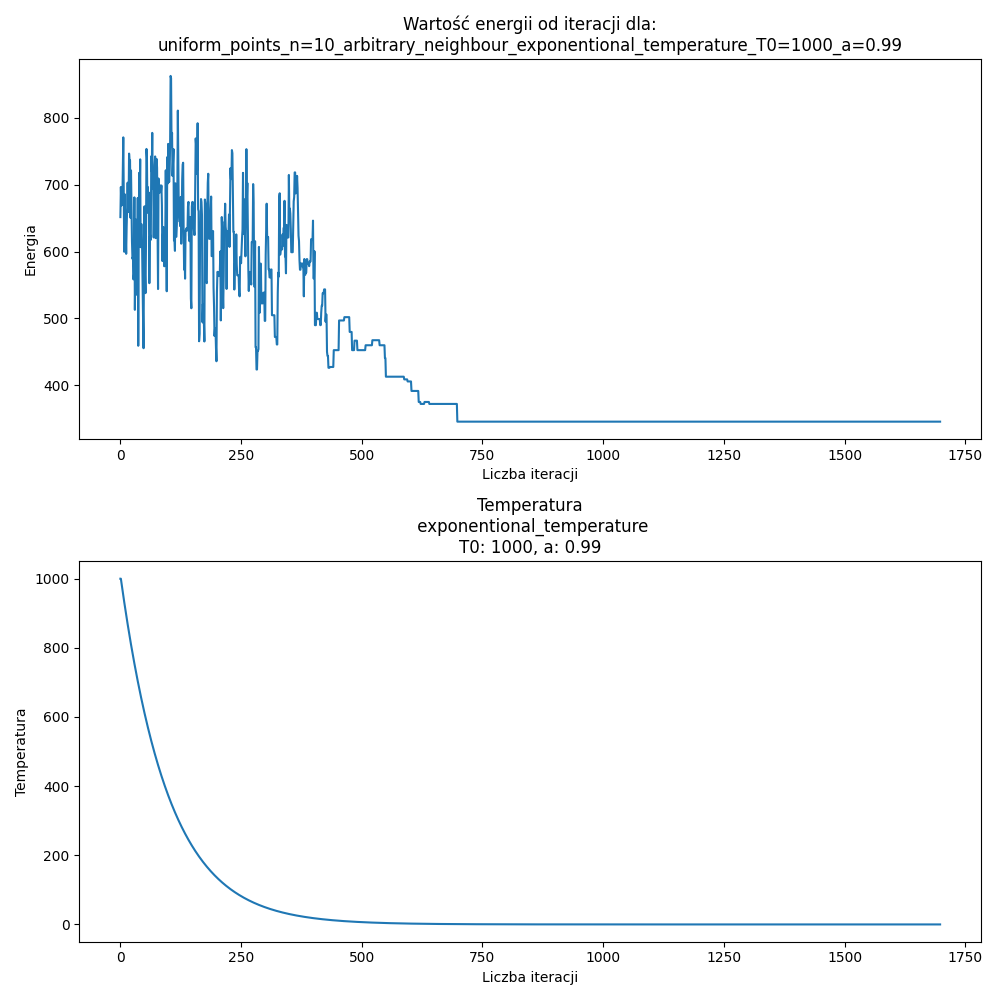 Wartość energii od iteracji dla:
uniform_points_n=10_arbitrary_neighbour_exponentional_temperature_T0=1000_a=0.99
800
700
600
500
400
Energia
0 250 500 750 1000 1250 1500 1750
Liczba iteracji
Temperatura
exponentional_temperature
T0: 1000, a: 0.99
1000
800
600
400
200
0
Temperatura
0 250 500 750 1000 1250 1500 1750
Liczba iteracji